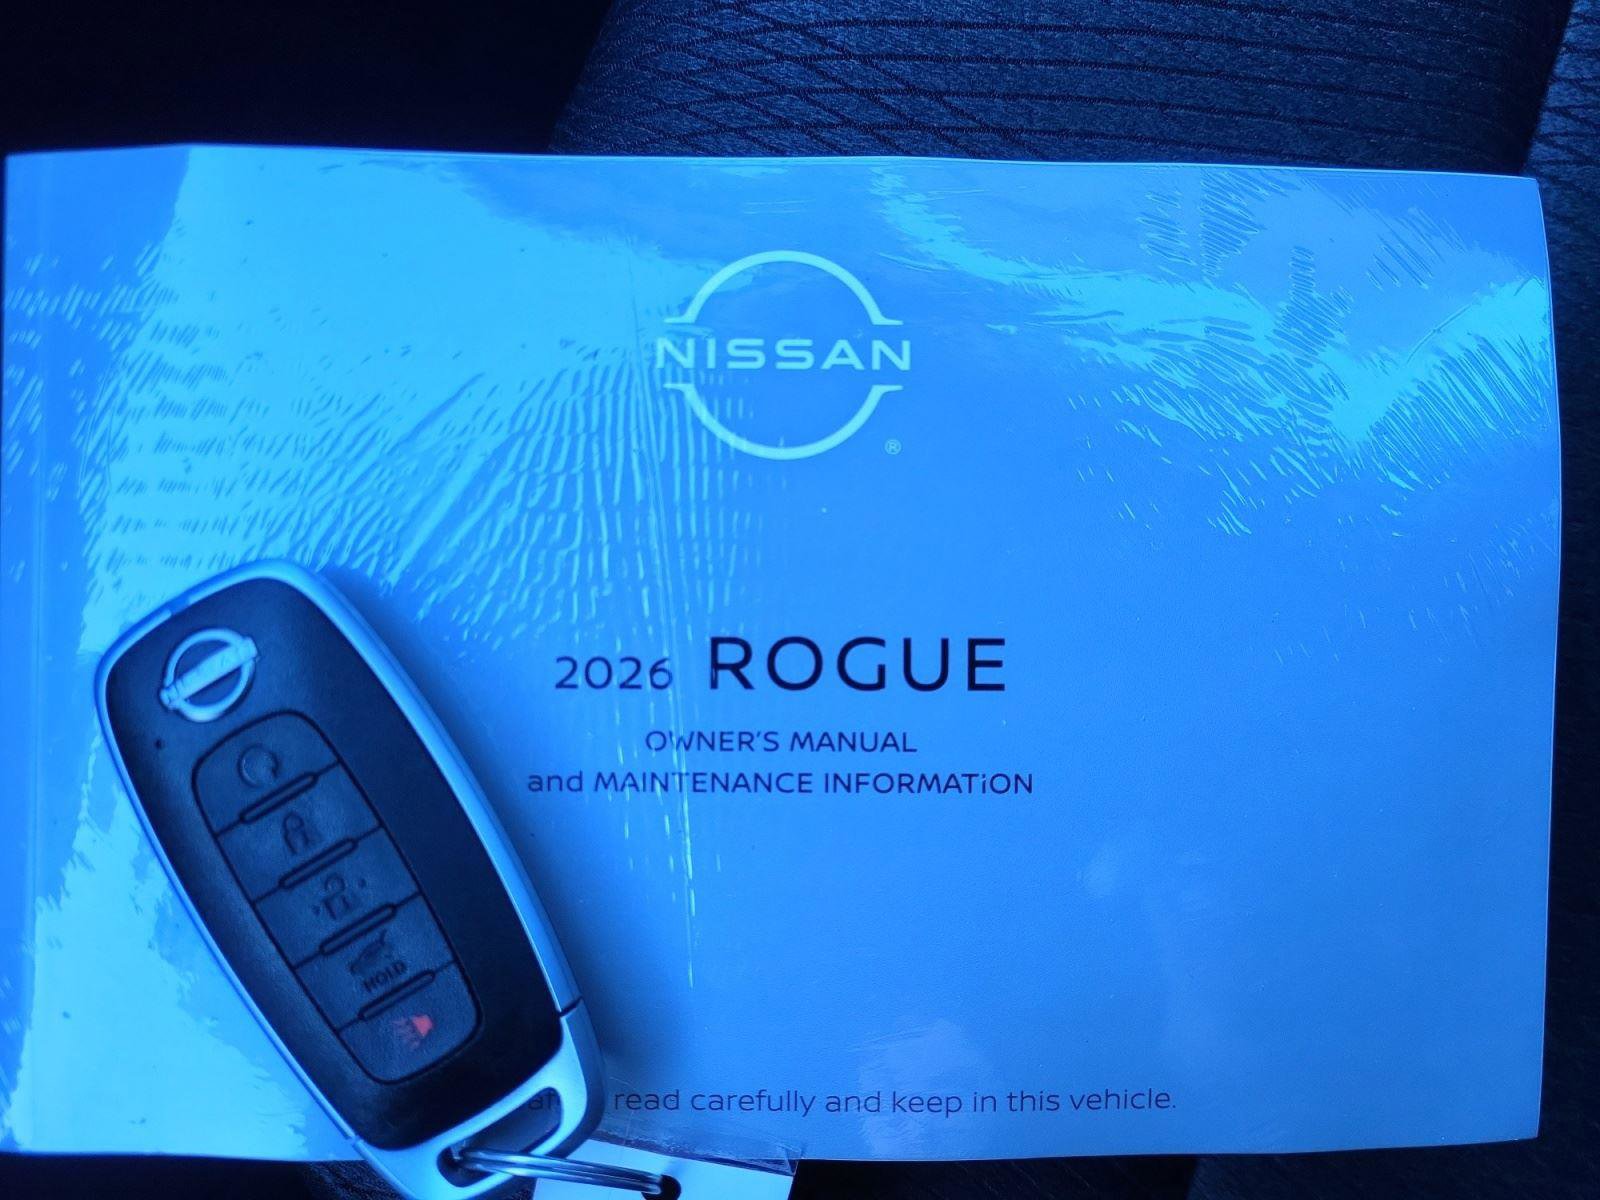 NISSAN
®
2026 ROGUE
OWNER'S MANUAL
and MAINTENANCE INFORMATION
read carefully and keep in this vehicle.
HOLD